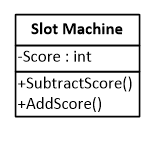 Slot Machine
-Score : int
+SubtractScore()
+AddScore()